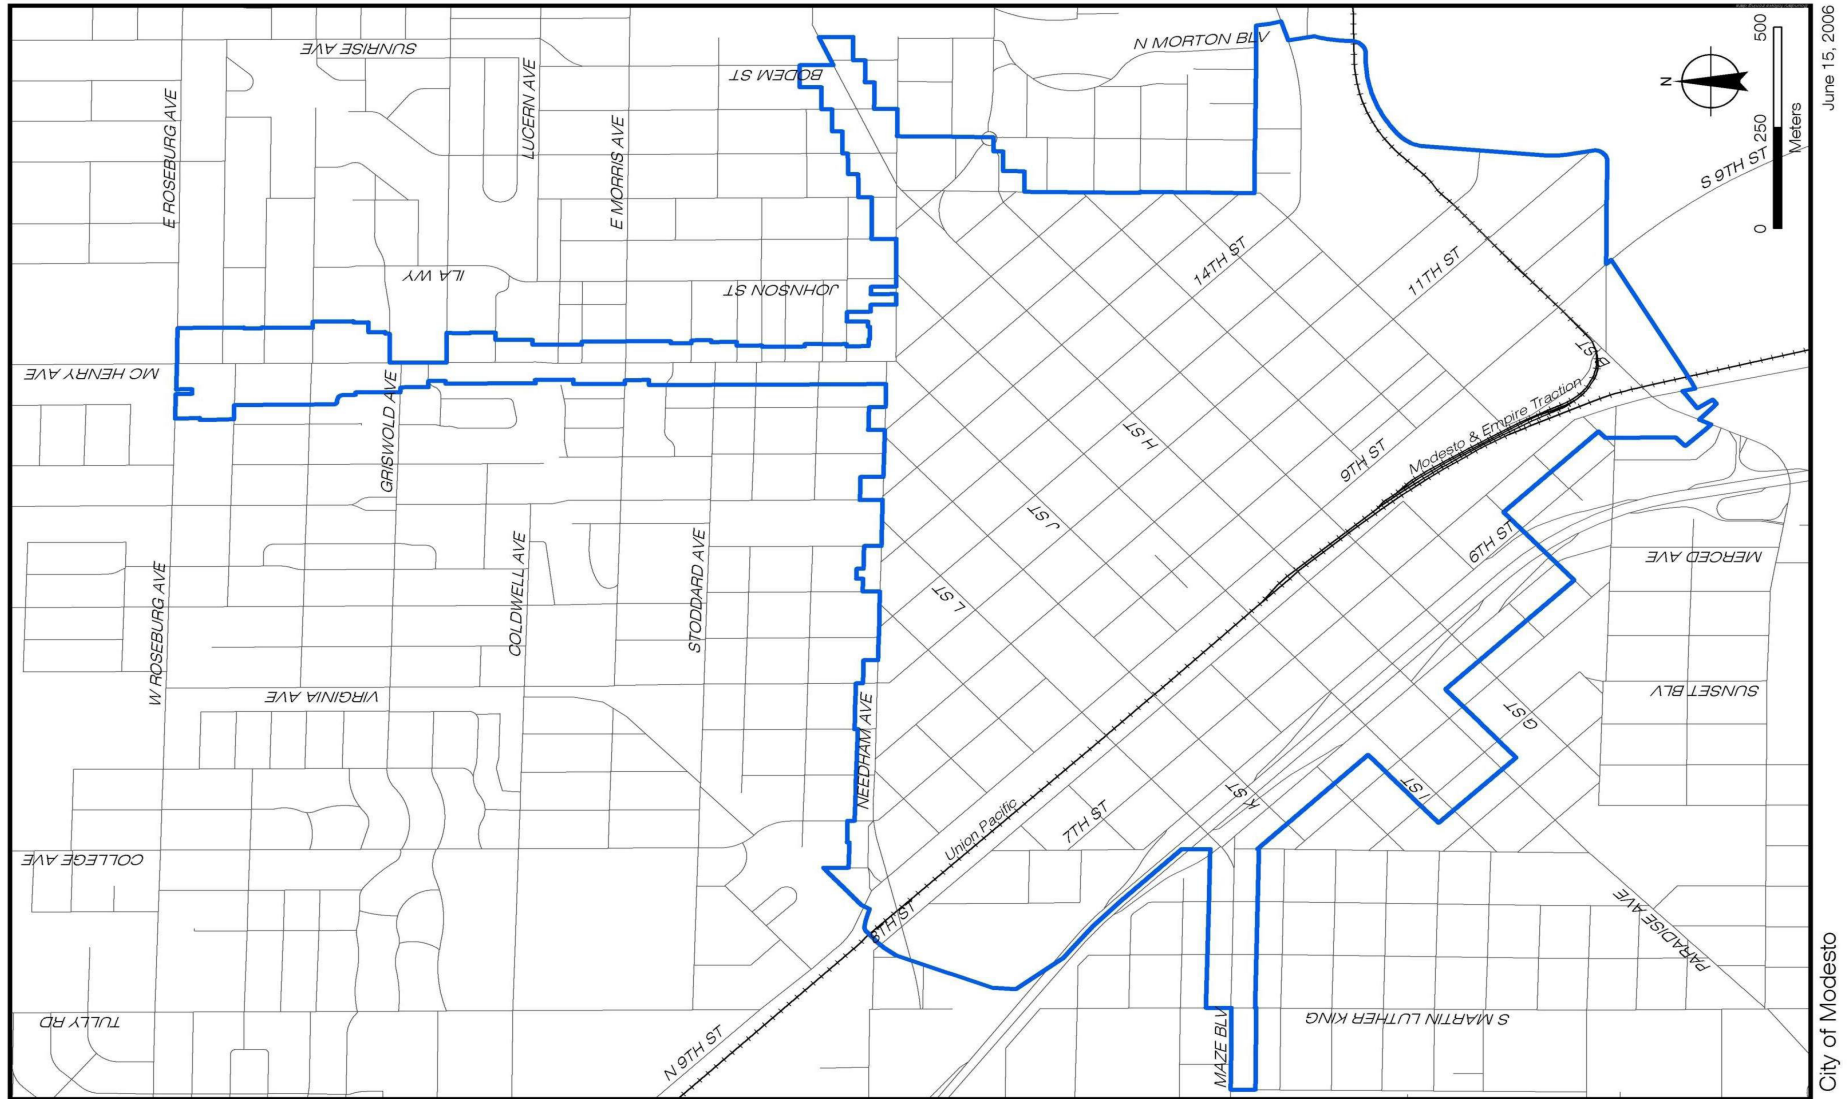 SUNRISE AVE
N MORTON BLV
BODEM ST
LUCERN AVE
E ROSEBURG AVE
E MORRIS AVE
ILA WY
JOHNSON ST
14TH ST
11TH ST
S 9TH ST
MC HENRY AVE
GRISWOLD AVE
B ST
H ST
9TH ST
Modesto & Empire Traction
J ST
6TH ST
MERCED AVE
COLDWELL AVE
STODDARD AVE
L ST
W ROSEBURG AVE
VIRGINIA AVE
NEEDHAM AVE
SUNSET BLV
G ST
I ST
K ST
7TH ST
Union Pacific
COLLEGE AVE
8TH ST
PARADISE AVE
TULLY RD
N 9TH ST
MAZE BLV
S MARTIN LUTHER KING
N
0 250 500
Meters
City of Modesto
June 15, 2006